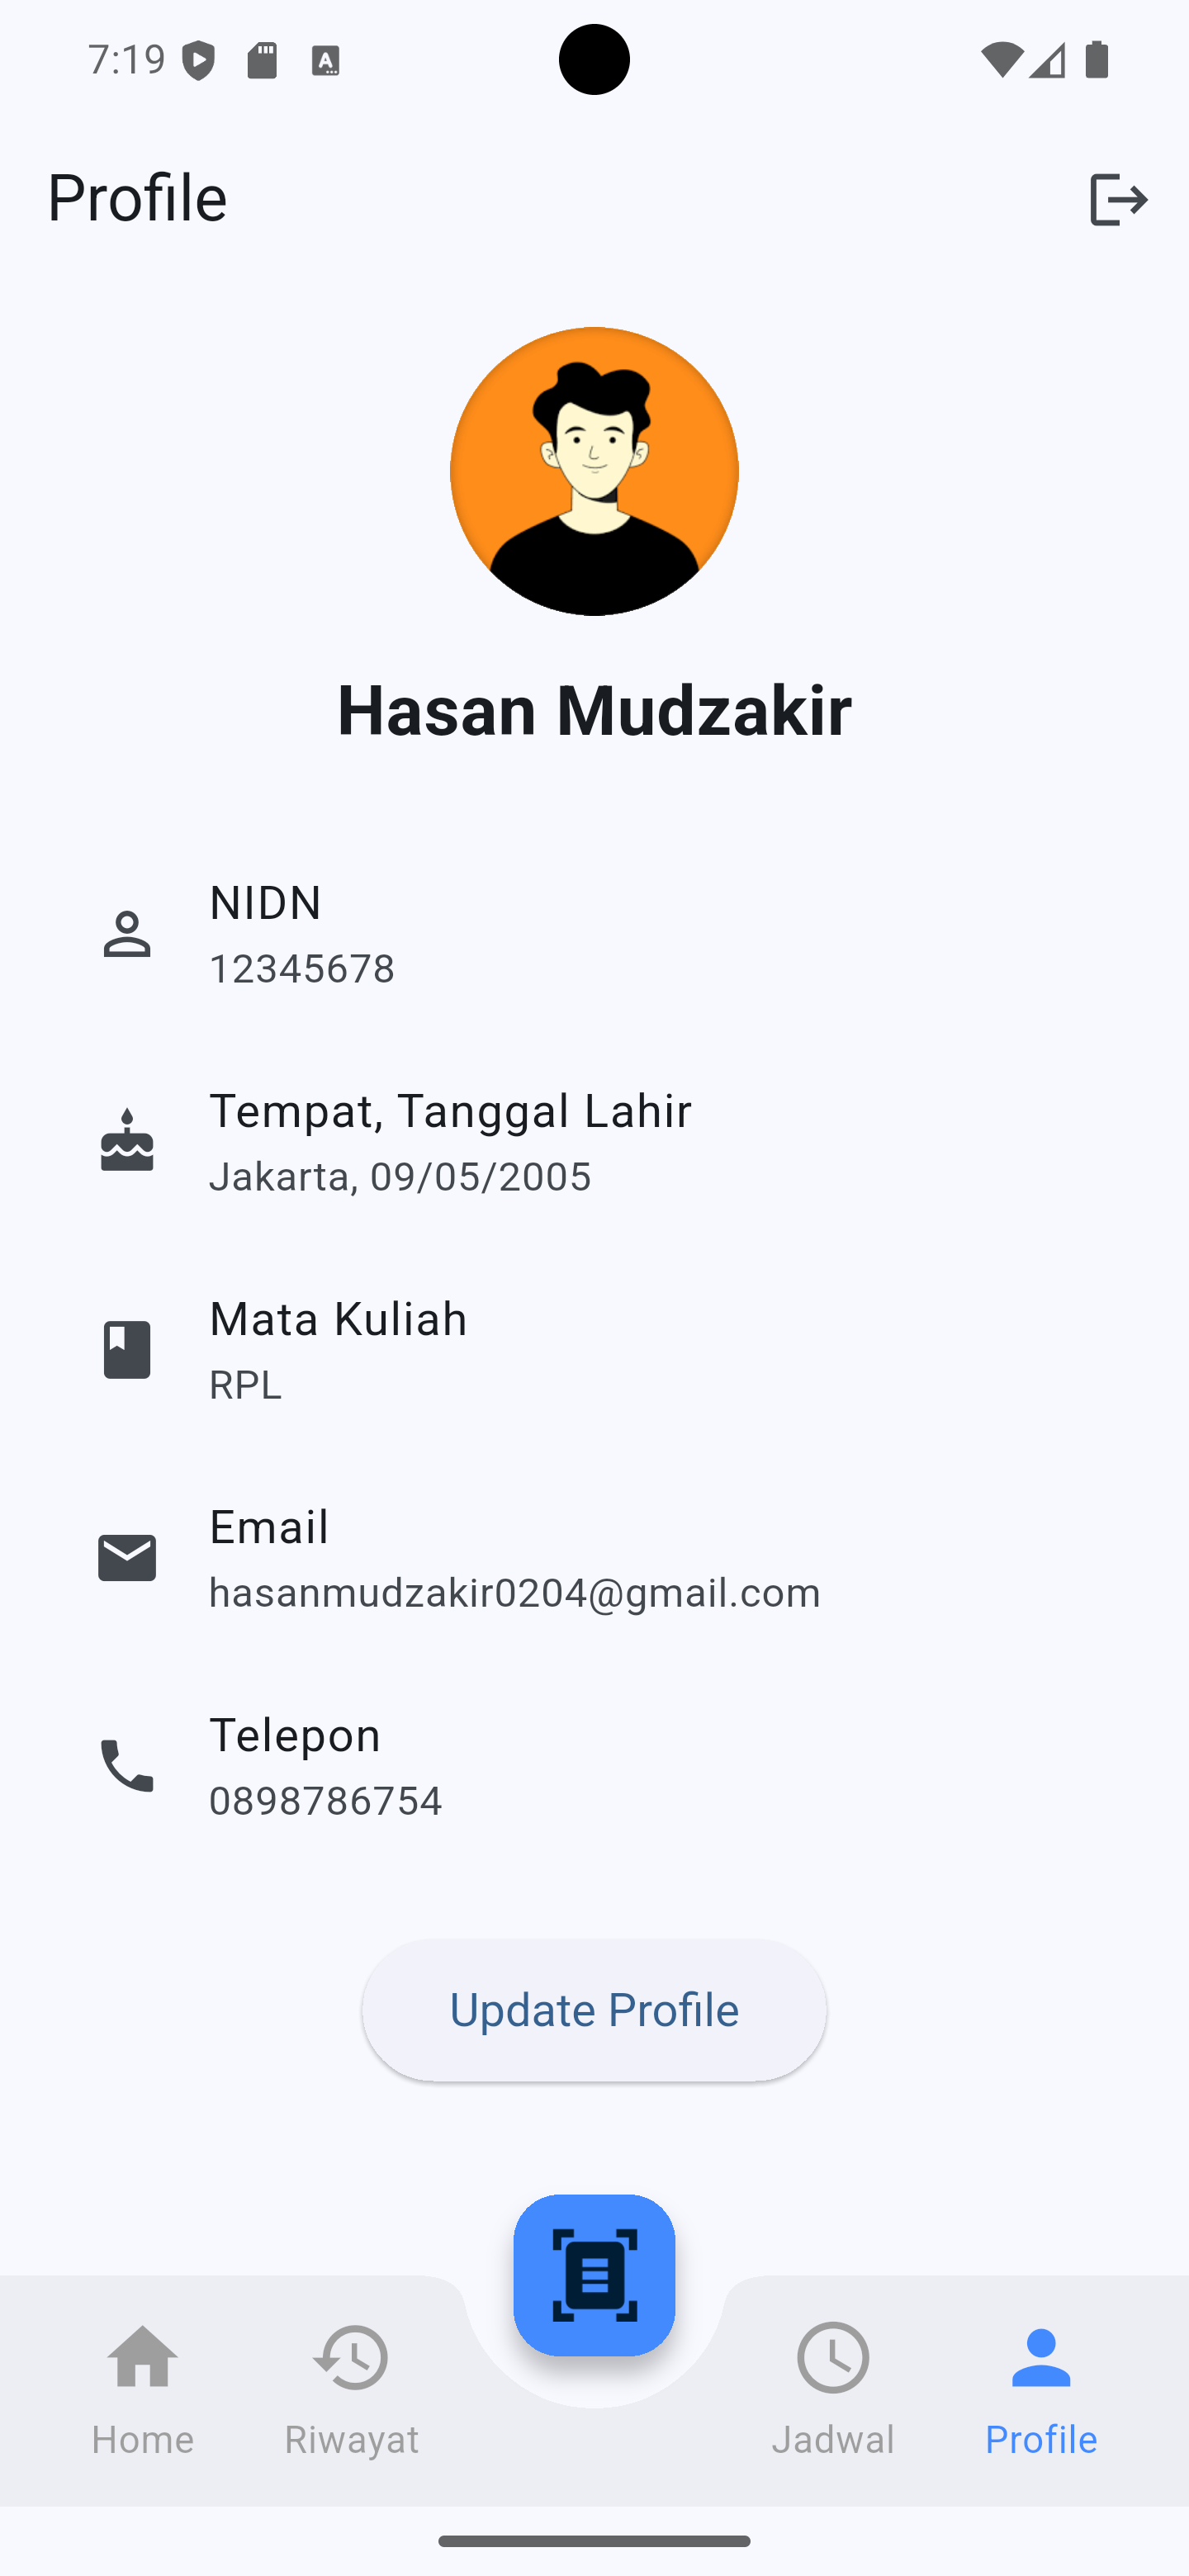 7:19
Profile
Hasan Mudzakir
NIDN
12345678
Tempat, Tanggal Lahir
Jakarta, 09/05/2005
Mata Kuliah
RPL
Email
hasanmudzakir0204@gmail.com
Telepon
0898786754
Update Profile
Home
Riwayat
Jadwal
Profile